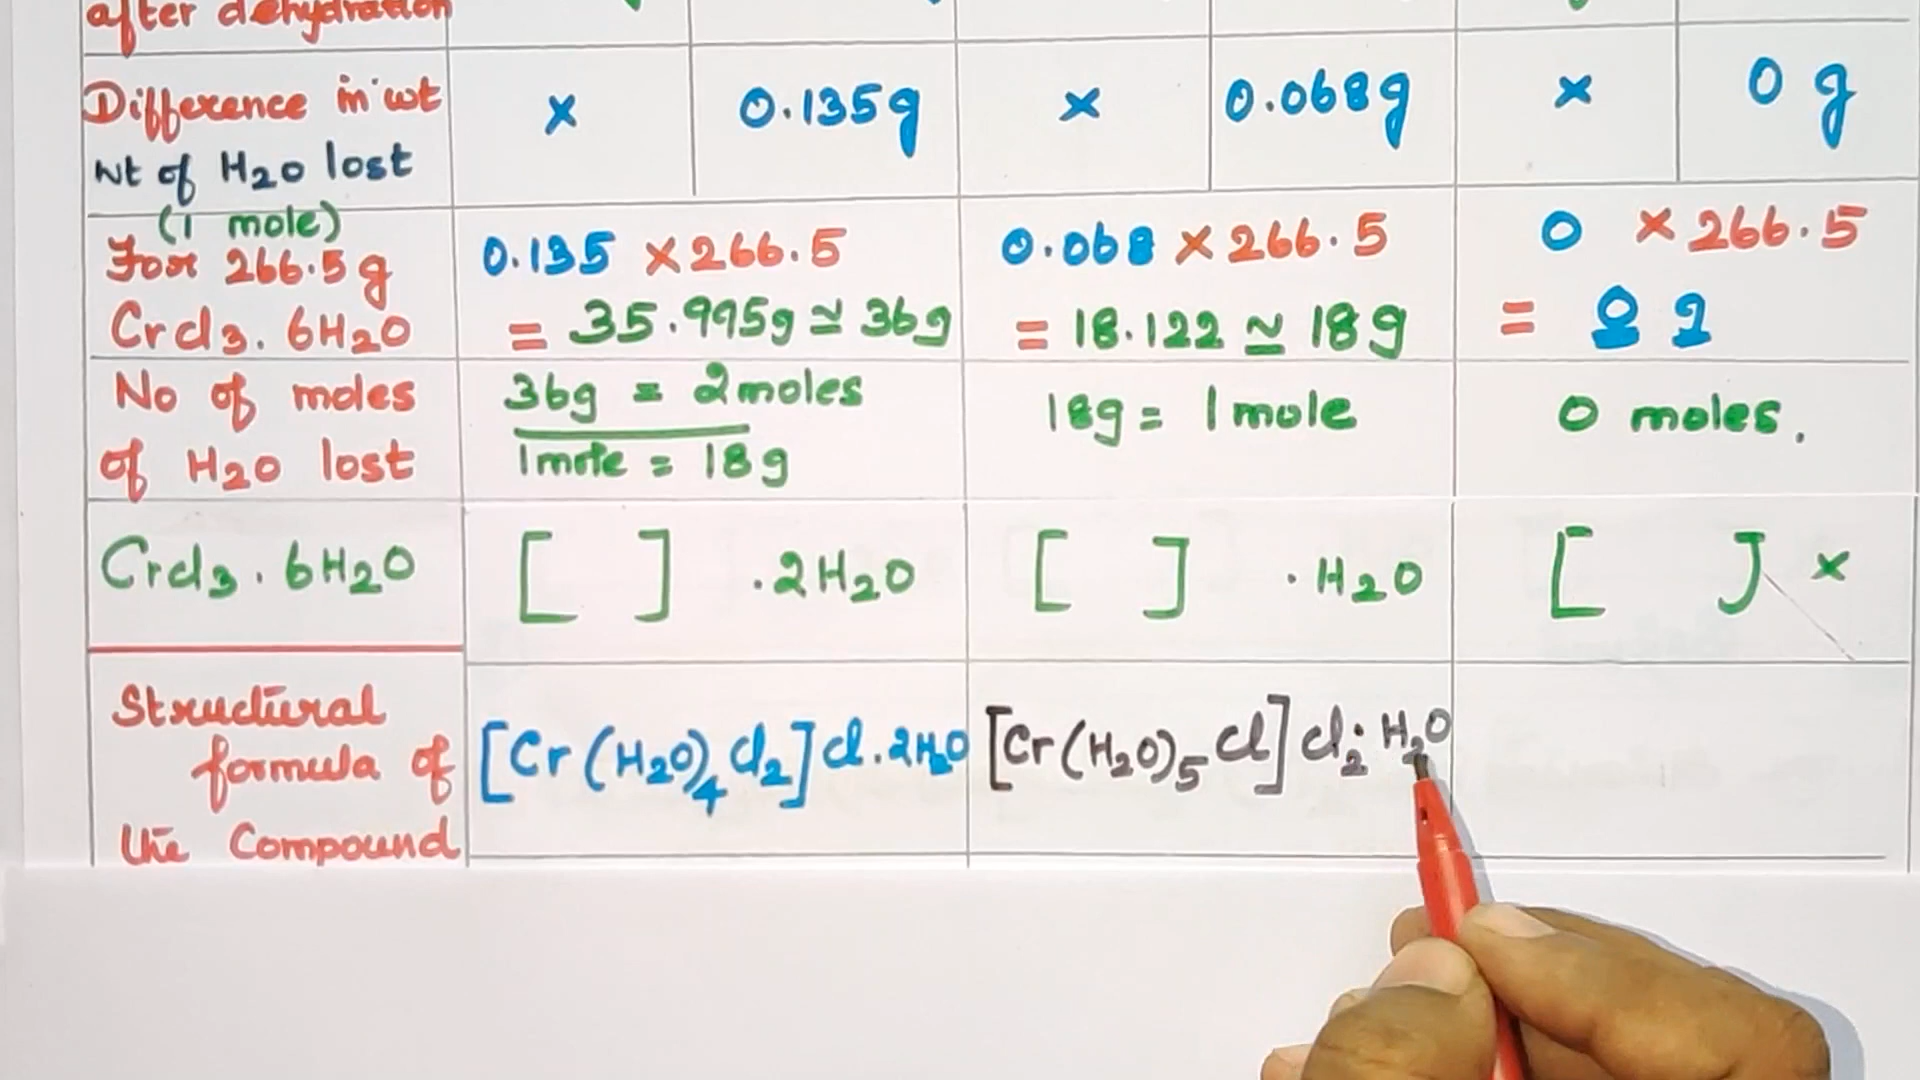 after dehydration
Difference in wt
x 0.135g x 0.068g x 0 g
Wt of H2O lost
(1 mole)
For 266.5g
0.135 x 266.5 0.068 x 266.5 0 x 266.5
CrCl3. 6H2O
= 35.995g ≃ 36g = 18.122 ≃ 18g =
No of moles
36g = 2moles 18g = 1 mole 0 moles.
of H2O lost
1mole = 18g
CrCl3. 6H2O [ ] .2H2O [ ] .H2O [ ] x
Structural
formula of
[Cr(H2O)4Cl2]Cl.2H2O [Cr(H2O)5Cl]Cl2.H2O
the Compound